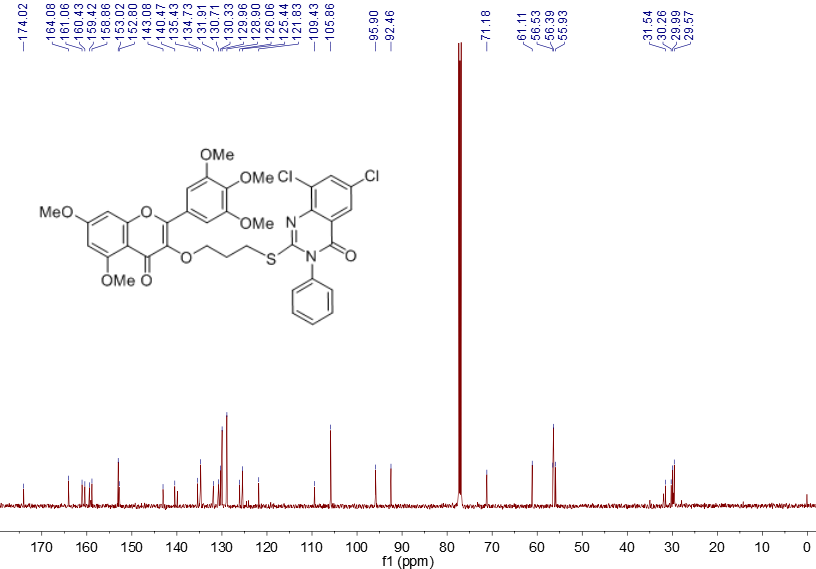 174.02
164.08
161.06
160.43
159.42
158.86
153.02
152.80
143.08
140.47
135.43
134.73
131.91
130.71
130.33
129.96
128.90
126.06
125.44
121.83
109.43
105.86
95.90
92.46
71.18
61.11
56.53
56.39
55.93
31.54
30.26
29.99
29.57
OMe
OMe
OMe
MeO
O
OMe
O
O
S
Cl
Cl
N
N
O
170 160 150 140 130 120 110 100 90 80 70 60 50 40 30 20 10 0
f1 (ppm)